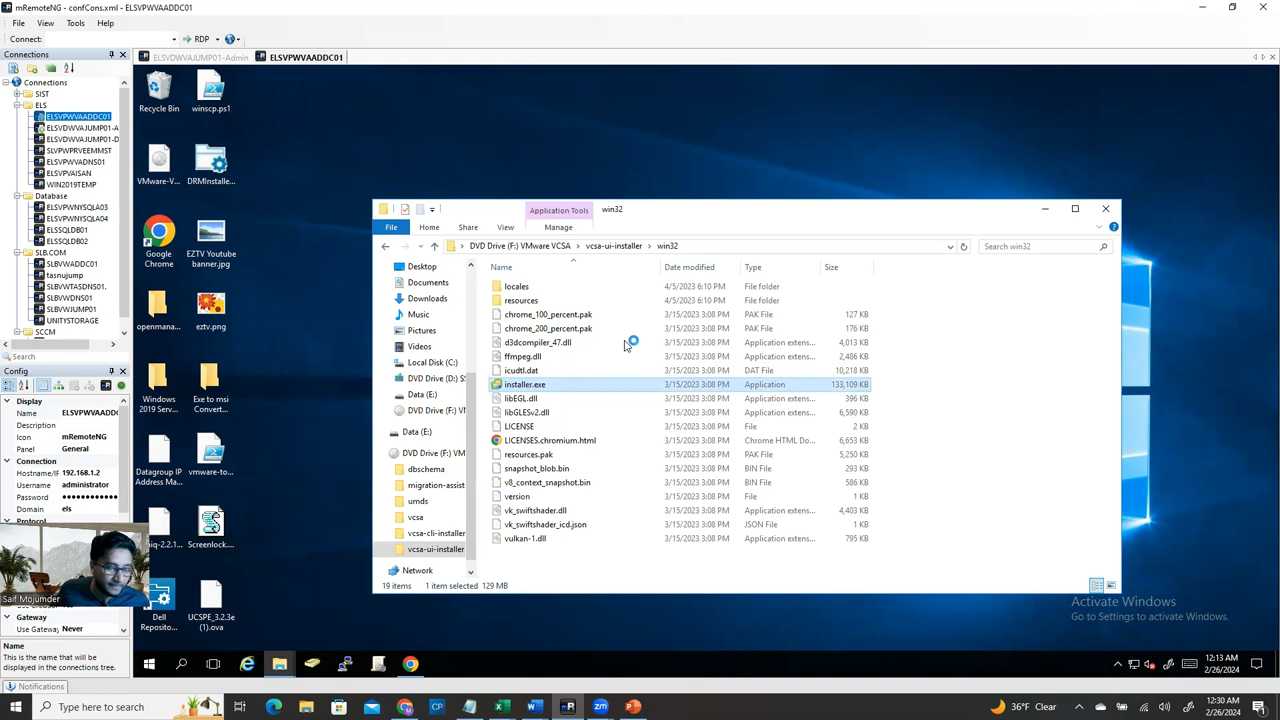 mRemoteNG - confCons.xml - ELSVPWVAADDC01
File View Tools Help
Connect: RDP
Connections
ELSVDWVAJUMP01-Admin ELSVPWVAADDC01
Connections
SIST
ELS
ELSVPWVAADDC01
ELSVDWVAJUMP01-A
ELSVDWVAJUMP01-D
SLVPWPRVEEMMST
ELSVPWVADNS01
ELSVPVAISAN
WIN2019TEMP
Database
ELSVPWNYSQLA03
ELSVPWNYSQLA04
ELSSQLDB01
ELSSQLDB02
SLB.COM
SLBVWADDC01
tasnujump
SLBVWTASDNS01.
SLBVWDNS01
SLBVWJUMP01
UNITYSTORAGE
SCCM
Search
Config
Display
Name ELSVPWVAADDC
Description
Icon mRemoteNG
Panel General
Connection
Hostname/I 192.168.1.2
Username administrator
Password ●●●●●●●●●●●
Domain els
Protocol
Saif Mojumder
Gateway
Use Gateway Never
Name
This is the name that will be
displayed in the connections tree.
Notifications
Recycle Bin
winscp.ps1
VMware-V...
DRMInstalle...
Google
Chrome
EZTV Youtube
banner.jpg
openmana...
eztv.png
Windows
2019 Serve...
Exe to msi
Convert...
Datagroup IP
Address Ma...
vmware-to...
Screenlock....
Dell
Reposito...
UCSPE_3.2.3e
(1).ova
Application Tools win32
File Home Share View Manage
DVD Drive (F:) VMware VCSA vcsa-ui-installer win32
Search win32
Desktop
Documents
Downloads
Music
Pictures
Videos
Local Disk (C:)
DVD Drive (D:) S
Data (E:)
DVD Drive (F:) V
Data (E:)
DVD Drive (F:) VM
dbschema
migration-assist
umds
vcsa
vcsa-cli-installer
vcsa-ui-installer
Network
Name Date modified Type Size
locales 4/5/2023 6:10 PM File folder
resources 4/5/2023 6:10 PM File folder
chrome_100_percent.pak 3/15/2023 3:08 PM PAK File 127 KB
chrome_200_percent.pak 3/15/2023 3:08 PM PAK File 176 KB
d3dcompiler_47.dll 3/15/2023 3:08 PM Application extens... 4,013 KB
ffmpeg.dll 3/15/2023 3:08 PM Application extens... 2,486 KB
icudtl.dat 3/15/2023 3:08 PM DAT File 10,218 KB
installer.exe 3/15/2023 3:08 PM Application 133,109 KB
libEGL.dll 3/15/2023 3:08 PM Application extens... 396 KB
libGLESv2.dll 3/15/2023 3:08 PM Application extens... 6,590 KB
LICENSE 3/15/2023 3:08 PM File 2 KB
LICENSES.chromium.html 3/15/2023 3:08 PM Chrome HTML Do... 6,653 KB
resources.pak 3/15/2023 3:08 PM PAK File 5,250 KB
snapshot_blob.bin 3/15/2023 3:08 PM BIN File 293 KB
v8_context_snapshot.bin 3/15/2023 3:08 PM BIN File 586 KB
version 3/15/2023 3:08 PM File 1 KB
vk_swiftshader.dll 3/15/2023 3:08 PM Application extens... 4,403 KB
vk_swiftshader_icd.json 3/15/2023 3:08 PM JSON File 1 KB
vulkan-1.dll 3/15/2023 3:08 PM Application extens... 795 KB
19 items 1 item selected 129 MB
Activate Windows
Go to Settings to activate Windows.
12:13 AM
2/26/2024
Type here to search
36°F Clear
12:30 AM
2/26/2024